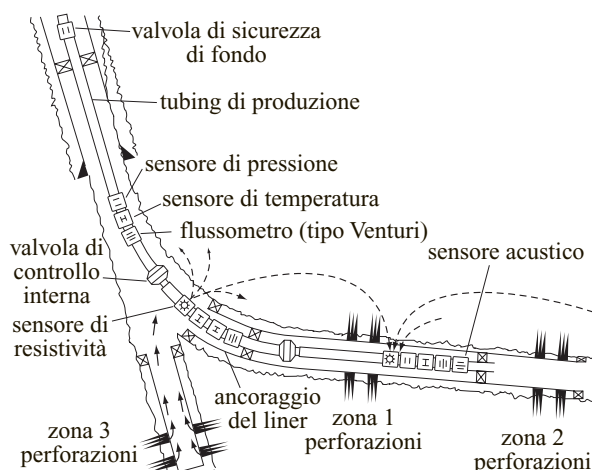 valvola di sicurezza
di fondo
tubing di produzione
sensore di pressione
sensore di temperatura
flussometro (tipo Venturi)
valvola di
controllo
interna
sensore acustico
sensore di
resistività
ancoraggio
del liner
zona 3
perforazioni
zona 1
perforazioni
zona 2
perforazioni